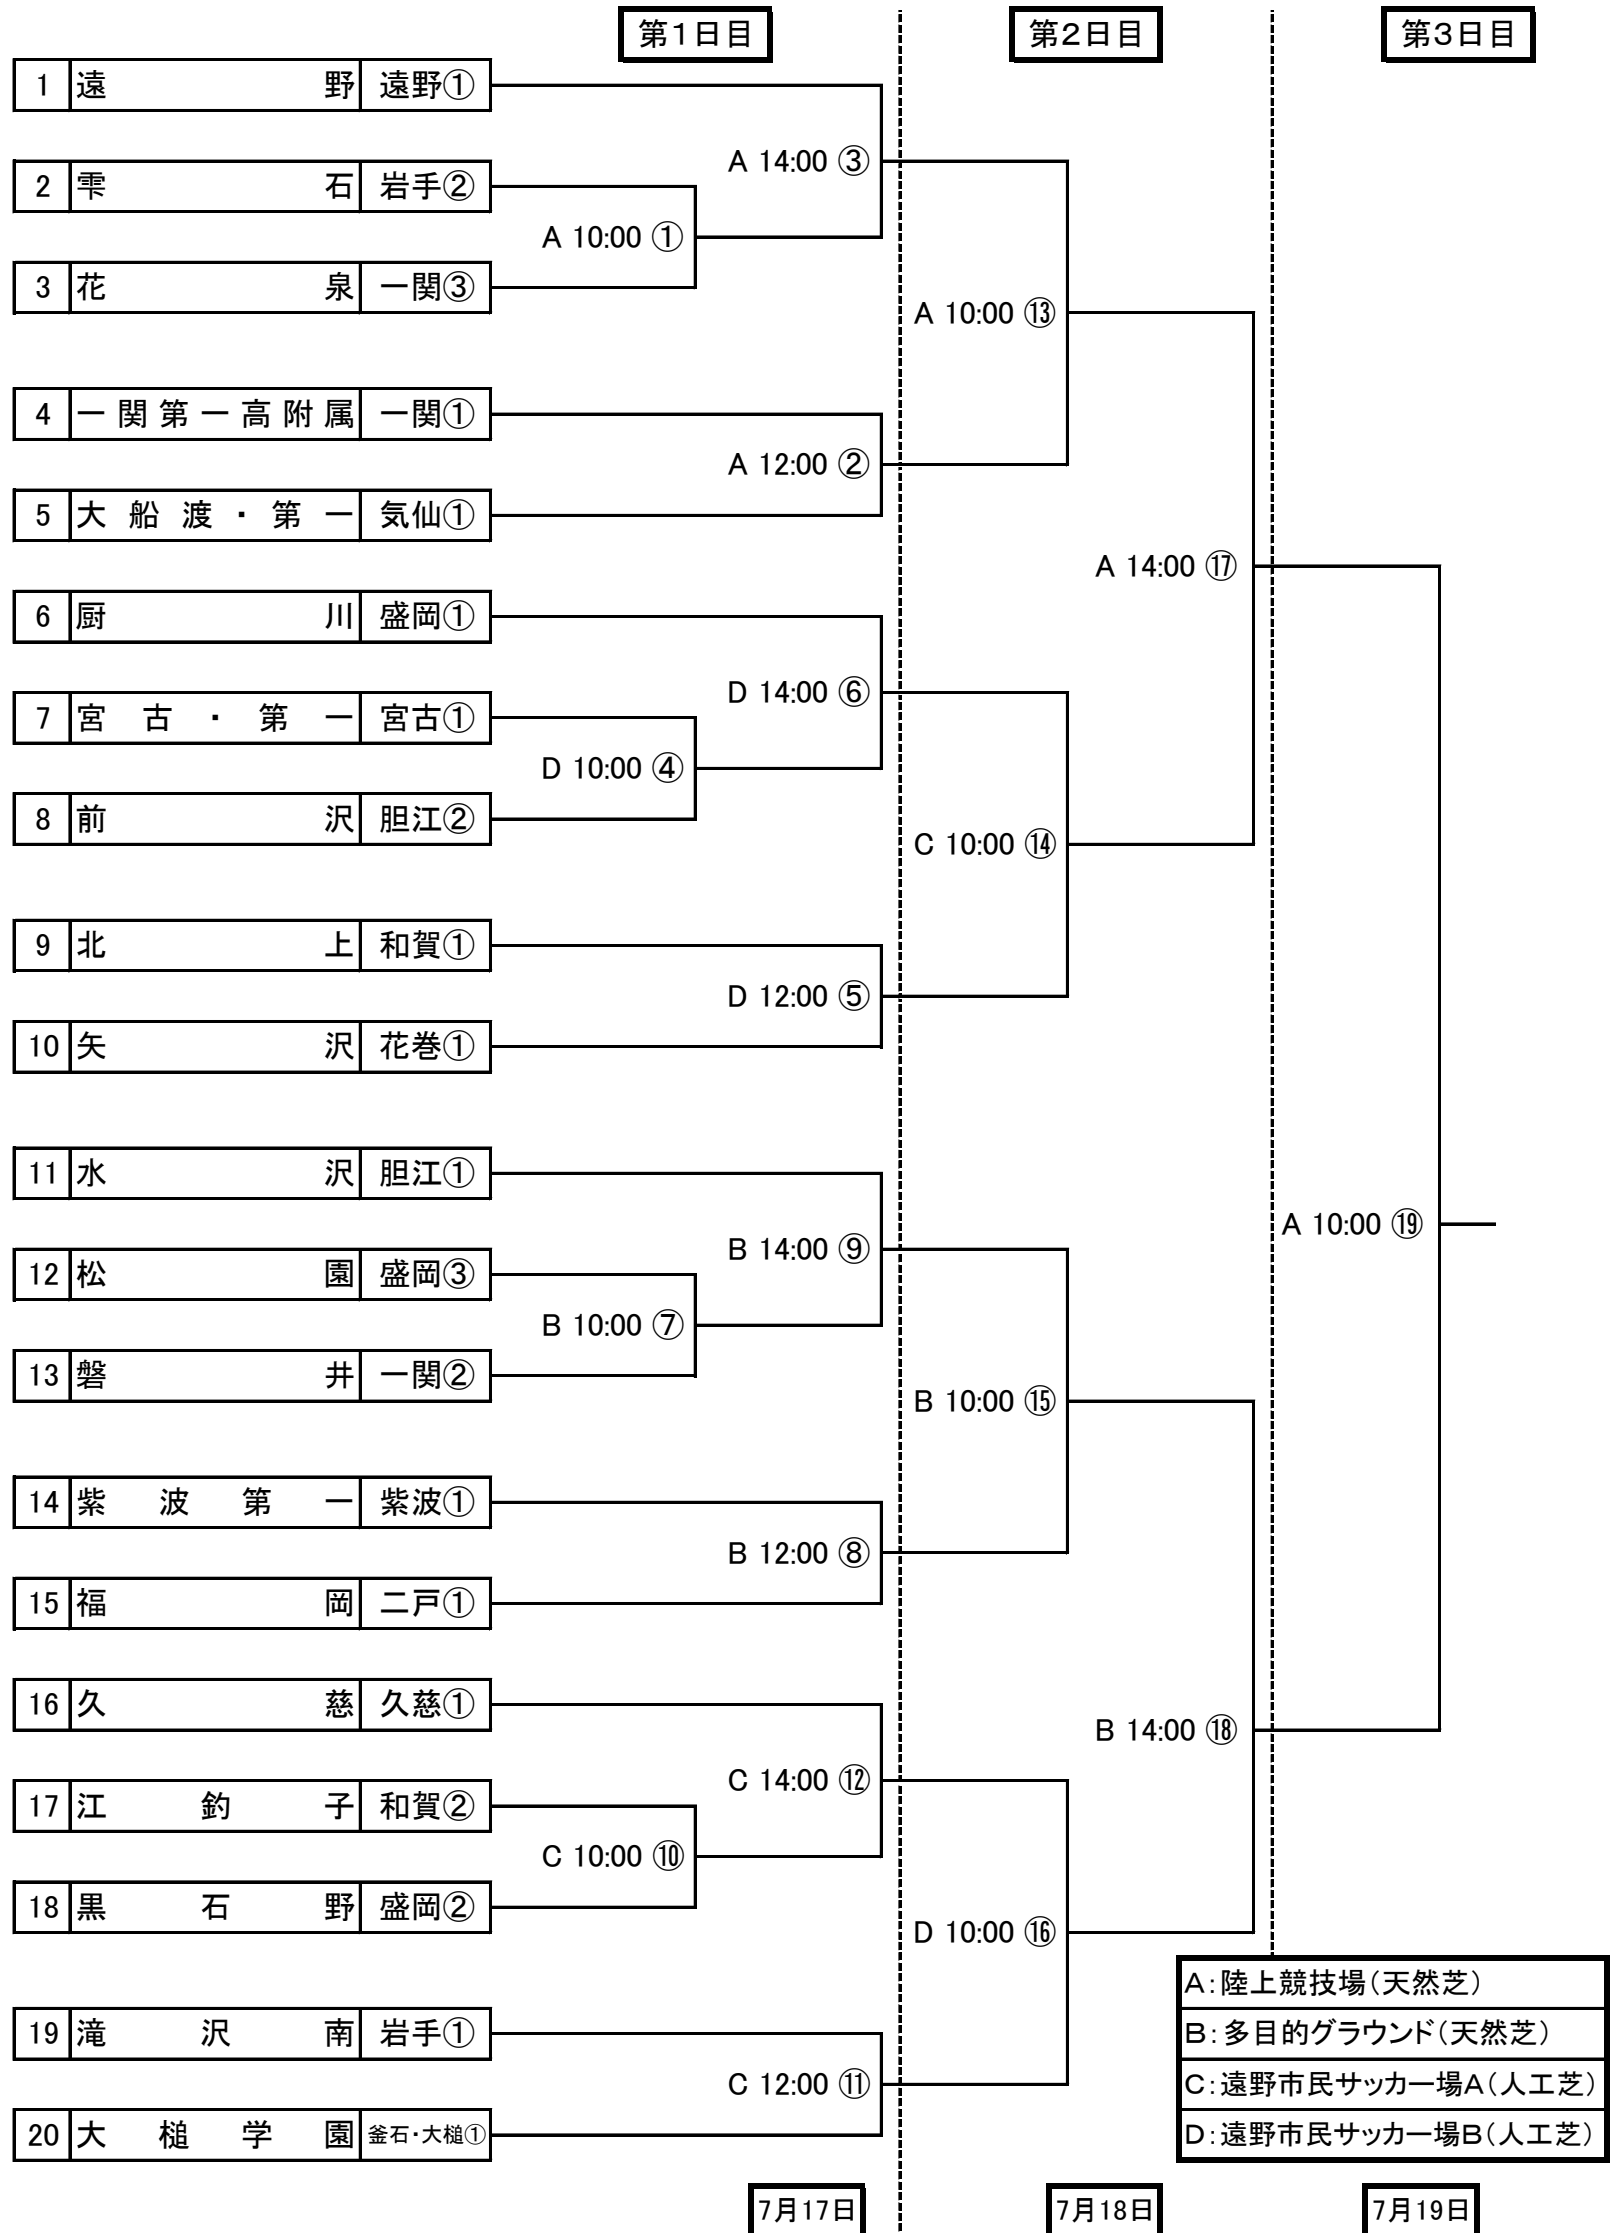 第1日目 第2日目 第3日目
1 遠野 遠野①
A 14:00 ③
2 雫石 岩手②
A 10:00 ①
3 花泉 一関③
A 10:00 ⑬
4 一関第一高附属 一関①
A 12:00 ②
5 大船渡・第一 気仙①
A 14:00 ⑰
6 厨川 盛岡①
D 14:00 ⑥
7 宮古・第一 宮古①
D 10:00 ④
8 前沢 胆江②
C 10:00 ⑭
9 北上 和賀①
D 12:00 ⑤
10 矢沢 花巻①
11 水沢 胆江①
A 10:00 ⑲
B 14:00 ⑨
12 松園 盛岡③
B 10:00 ⑦
13 磐井 一関②
B 10:00 ⑮
14 紫波第一 紫波①
B 12:00 ⑧
15 福岡 二戸①
16 久慈 久慈①
B 14:00 ⑱
C 14:00 ⑫
17 江釣子 和賀②
C 10:00 ⑩
18 黒石野 盛岡②
D 10:00 ⑯
19 滝沢南 岩手①
C 12:00 ⑪
20 大槌学園 釜石・大槌①
A:陸上競技場(天然芝)
B:多目的グラウンド(天然芝)
C:遠野市民サッカー場A(人工芝)
D:遠野市民サッカー場B(人工芝)
7月17日 7月18日 7月19日